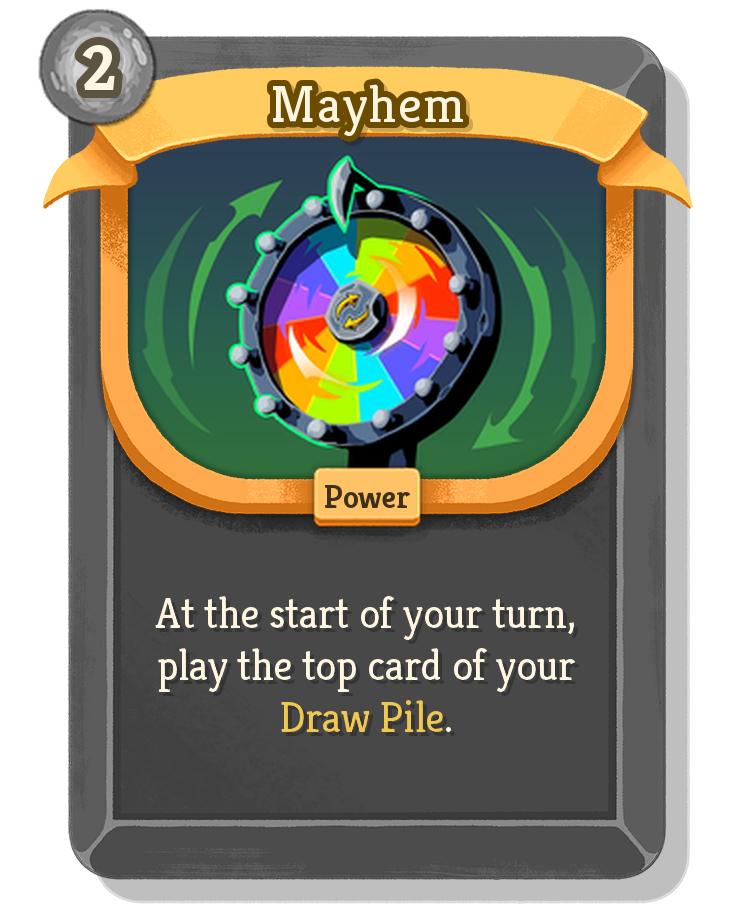 2
Mayhem
Power
At the start of your turn,
play the top card of your
Draw Pile.